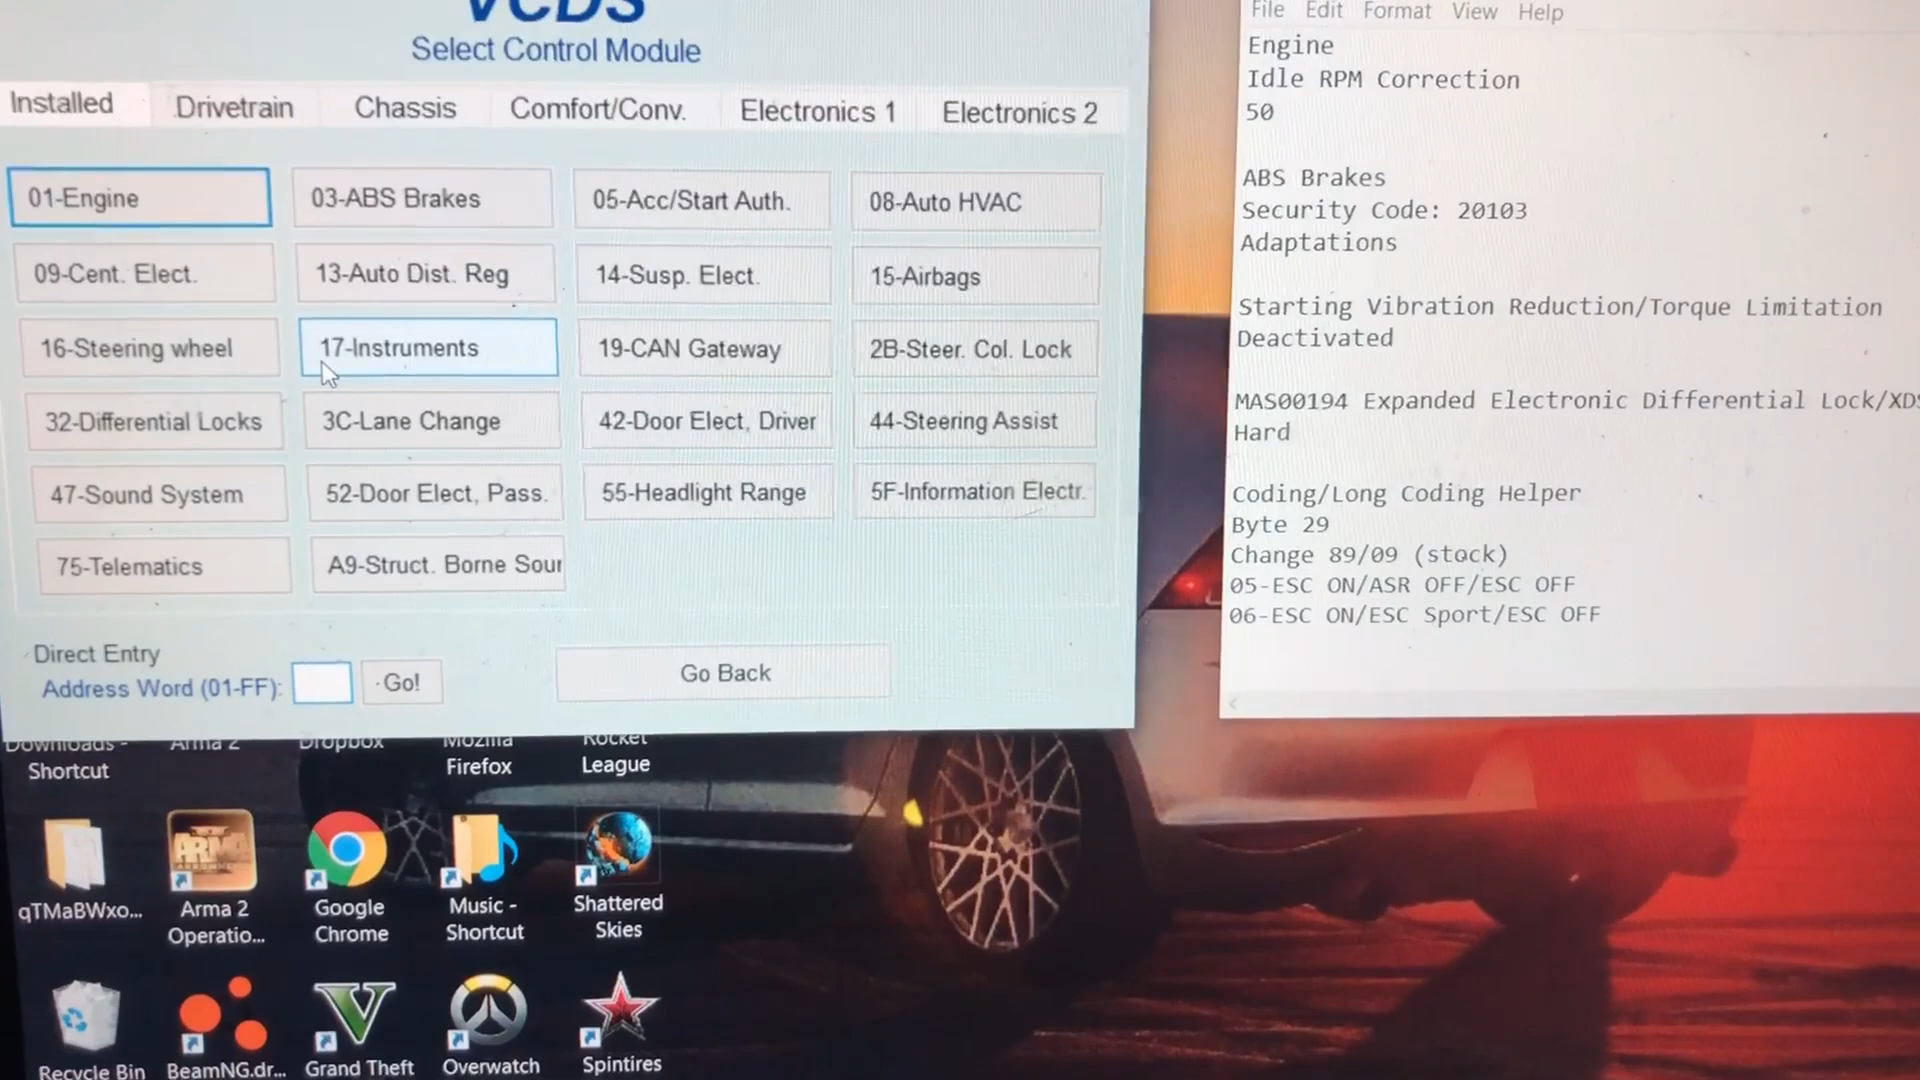 VCDS
Select Control Module
Installed
Drivetrain
Chassis
Comfort/Conv.
Electronics 1
Electronics 2
01-Engine
03-ABS Brakes
05-Acc/Start Auth.
08-Auto HVAC
09-Cent. Elect.
13-Auto Dist. Reg
14-Susp. Elect.
15-Airbags
16-Steering wheel
17-Instruments
19-CAN Gateway
2B-Steer. Col. Lock
32-Differential Locks
3C-Lane Change
42-Door Elect, Driver
44-Steering Assist
47-Sound System
52-Door Elect, Pass.
55-Headlight Range
5F-Information Electr.
75-Telematics
A9-Struct. Borne Sour
Direct Entry
Address Word (01-FF):
Go!
Go Back
File Edit Format View Help
Engine
Idle RPM Correction
50
ABS Brakes
Security Code: 20103
Adaptations
Starting Vibration Reduction/Torque Limitation
Deactivated
MAS00194 Expanded Electronic Differential Lock/XDS
Hard
Coding/Long Coding Helper
Byte 29
Change 89/09 (stock)
05-ESC ON/ASR OFF/ESC OFF
06-ESC ON/ESC Sport/ESC OFF
Downloads -
Shortcut
Arma 2
Dropbox
Mozilla
Firefox
Rocket
League
qTMaBWxo...
Arma 2
Operatio...
Google
Chrome
Music -
Shortcut
Shattered
Skies
Recycle Bin
BeamNG.dr...
Grand Theft
Overwatch
Spintires